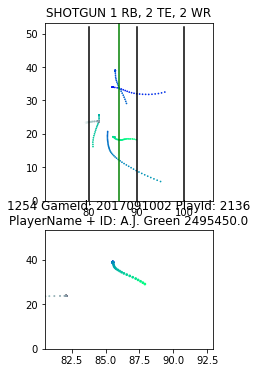 SHOTGUN 1 RB, 2 TE, 2 WR
50
40
30
20
10
0
80 90 100
1254 GameId: 2017091002 PlayId: 2136
PlayerName + ID: A.J. Green 2495450.0
40
20
0
82.5 85.0 87.5 90.0 92.5